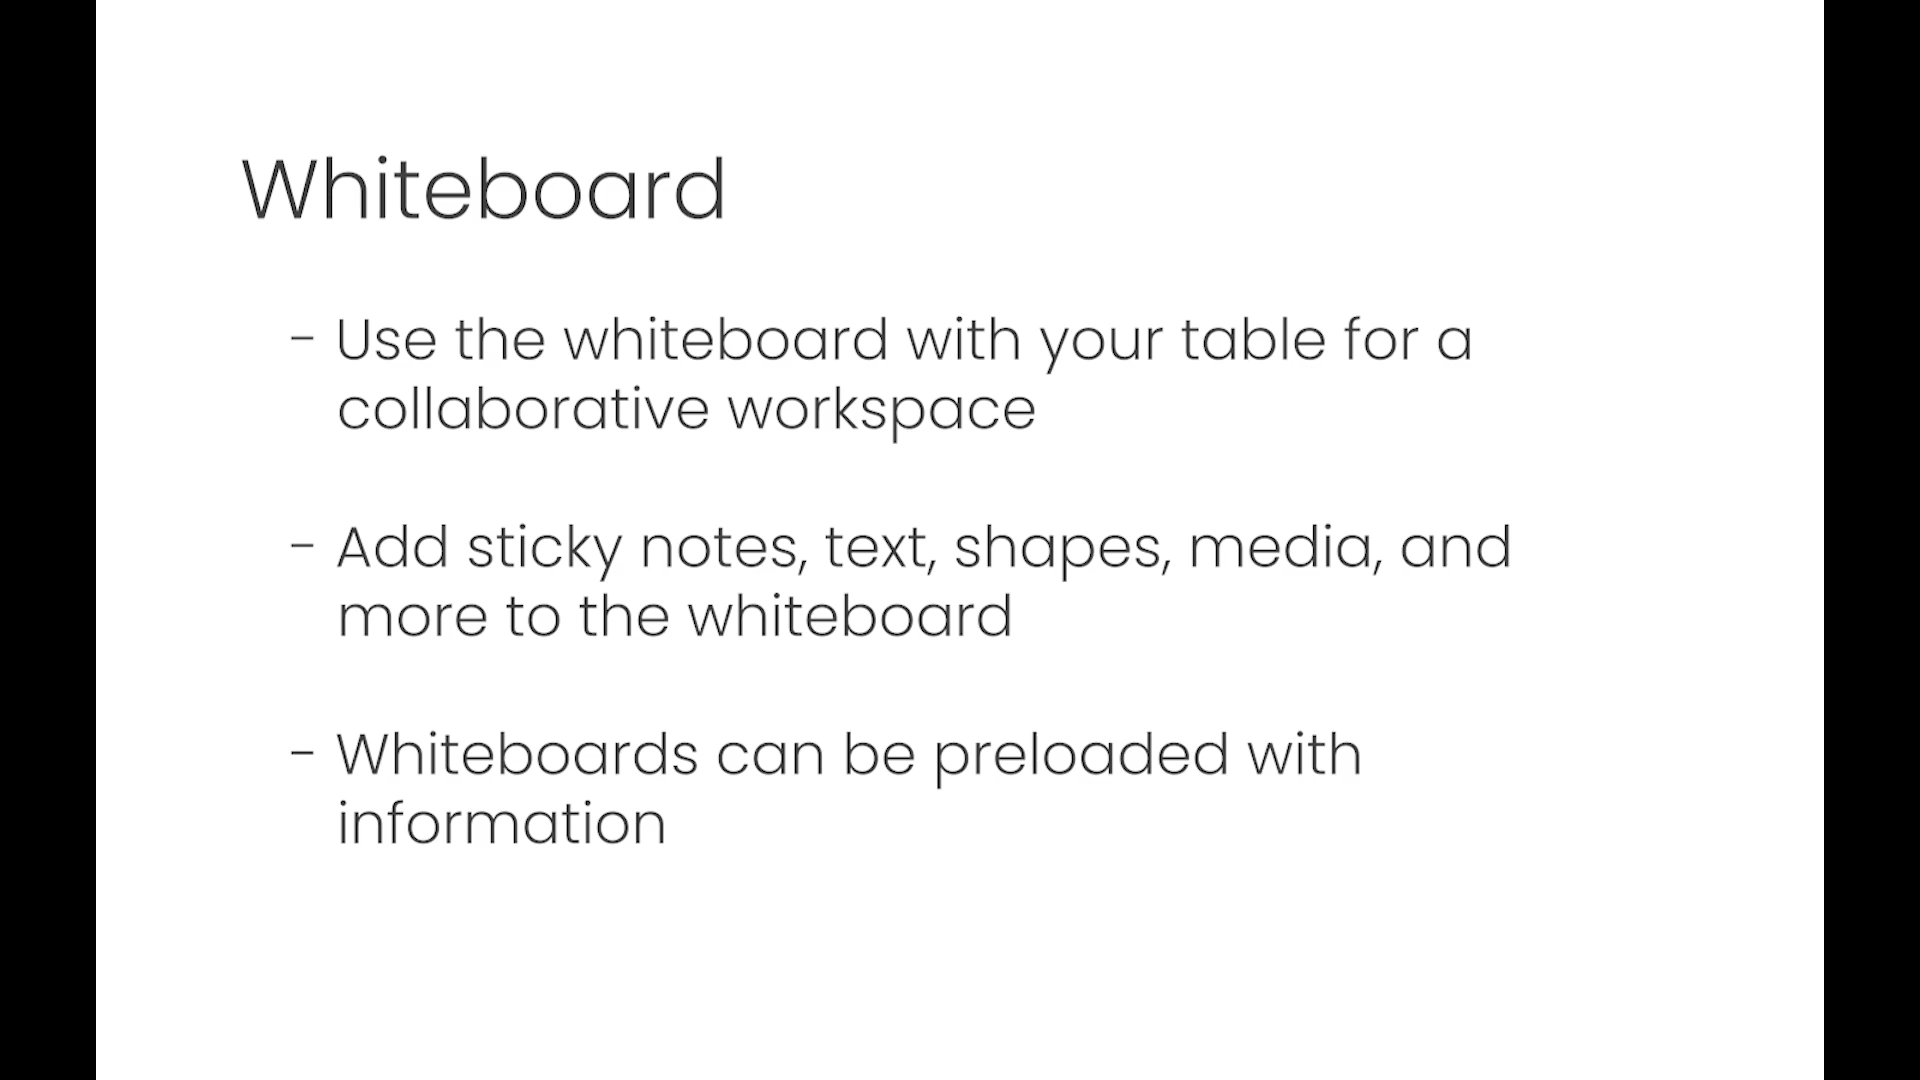 Whiteboard
- Use the whiteboard with your table for a
collaborative workspace
- Add sticky notes, text, shapes, media, and
more to the whiteboard
- Whiteboards can be preloaded with
information